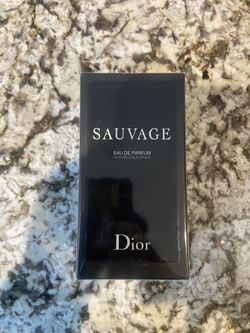 SAUVAGE
EAU DE PARFUM
VAPORISATEUR SPRAY
Dior